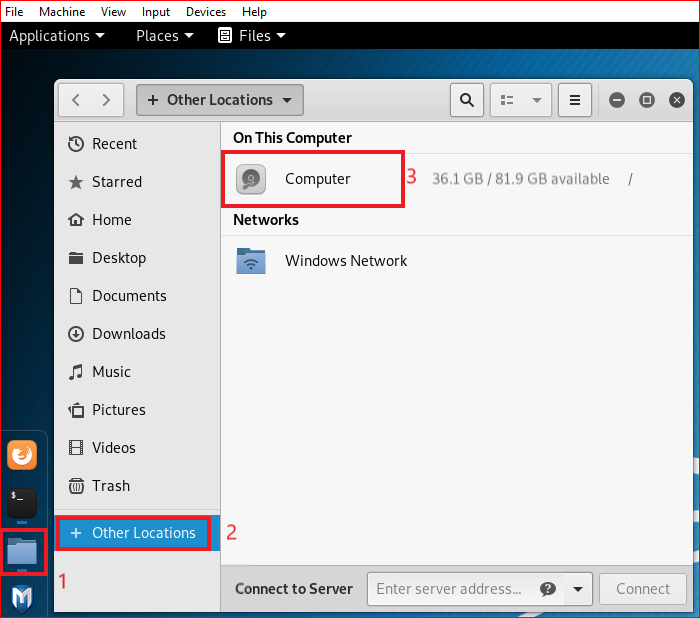 File Machine View Input Devices Help
Applications Places Files
+ Other Locations
Recent
Starred
Home
Desktop
Documents
Downloads
Music
Pictures
Videos
Trash
+ Other Locations 2
1
On This Computer
Computer 3 36.1 GB / 81.9 GB available /
Networks
Windows Network
Connect to Server Enter server address... ? Connect
$_